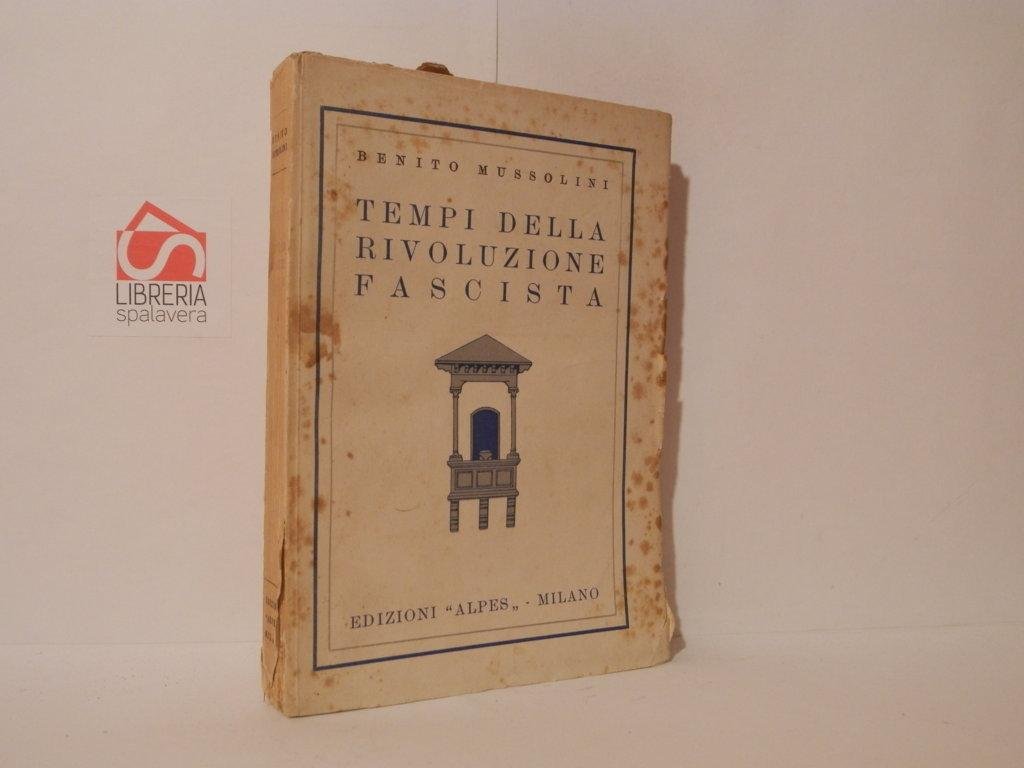 BENITO MUSSOLINI
TEMPI DELLA
RIVOLUZIONE
FASCISTA
EDIZIONI "ALPES„ - MILANO
LIBRERIA
spalavera